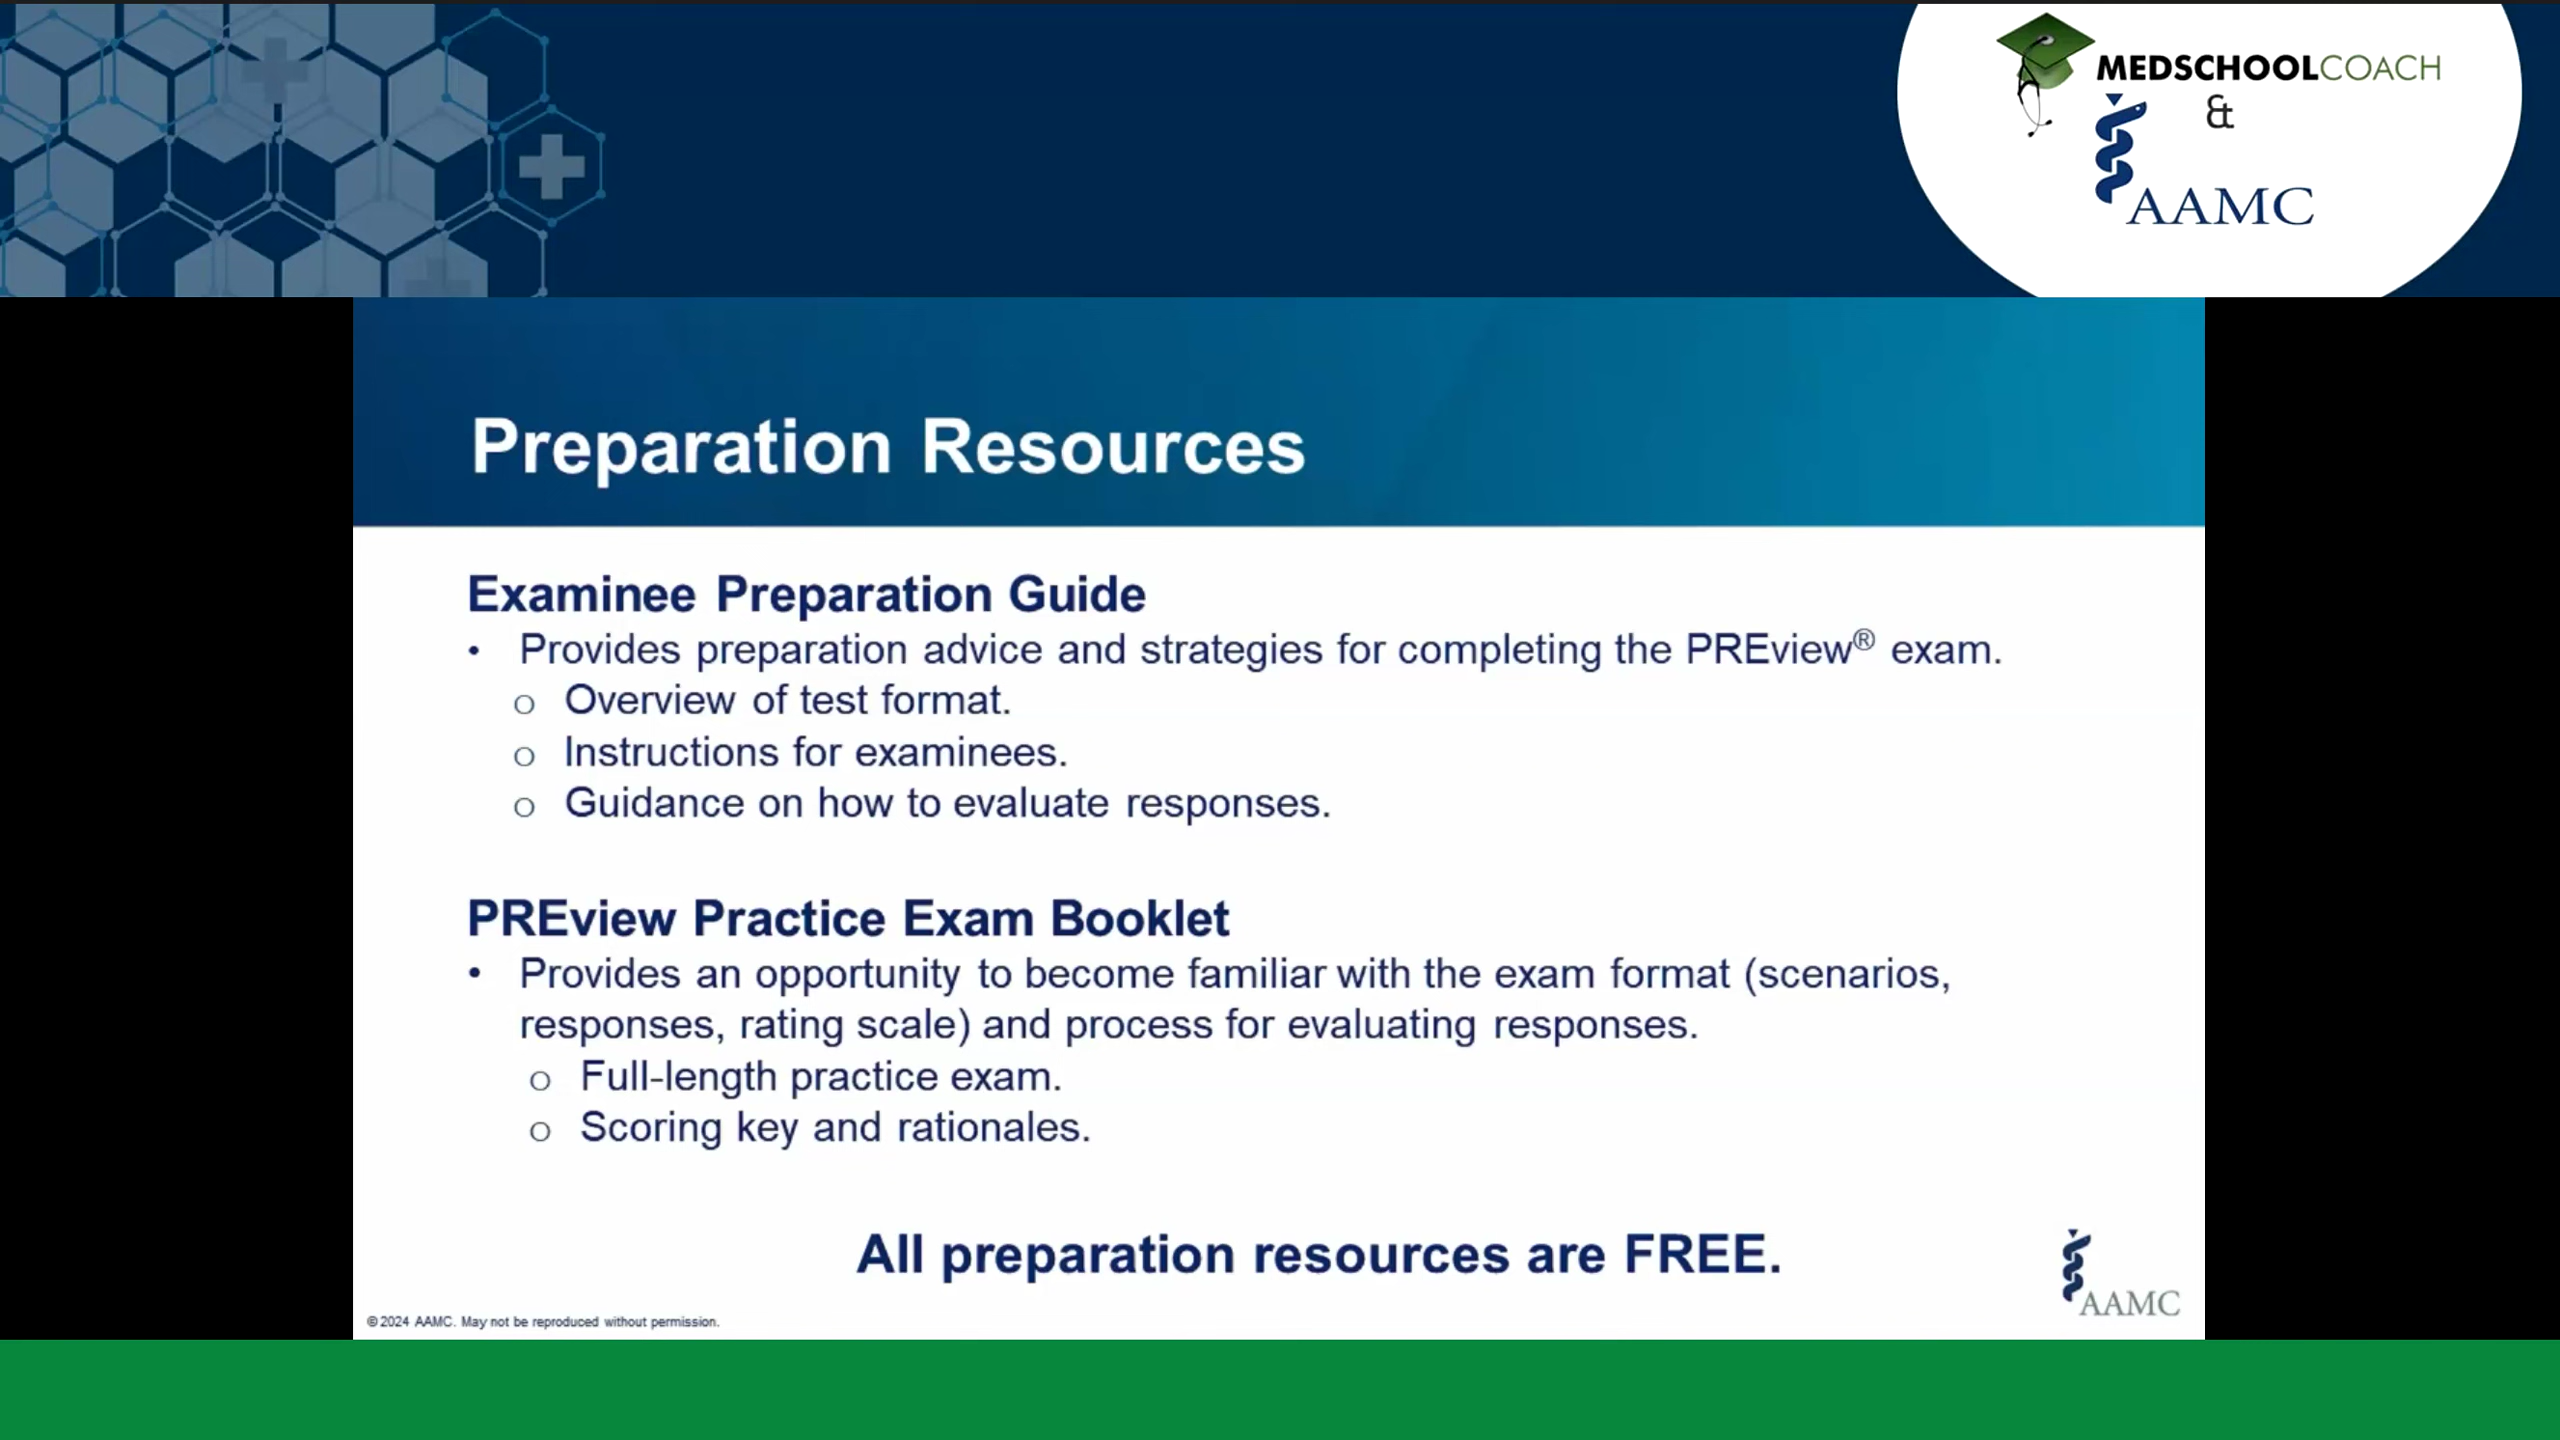 MEDSCHOOLCOACH
&
AAMC
Preparation Resources
Examinee Preparation Guide
• Provides preparation advice and strategies for completing the PREview® exam.
o Overview of test format.
o Instructions for examinees.
o Guidance on how to evaluate responses.
PREview Practice Exam Booklet
• Provides an opportunity to become familiar with the exam format (scenarios,
responses, rating scale) and process for evaluating responses.
o Full-length practice exam.
o Scoring key and rationales.
All preparation resources are FREE.
AAMC
©2024 AAMC. May not be reproduced without permission.